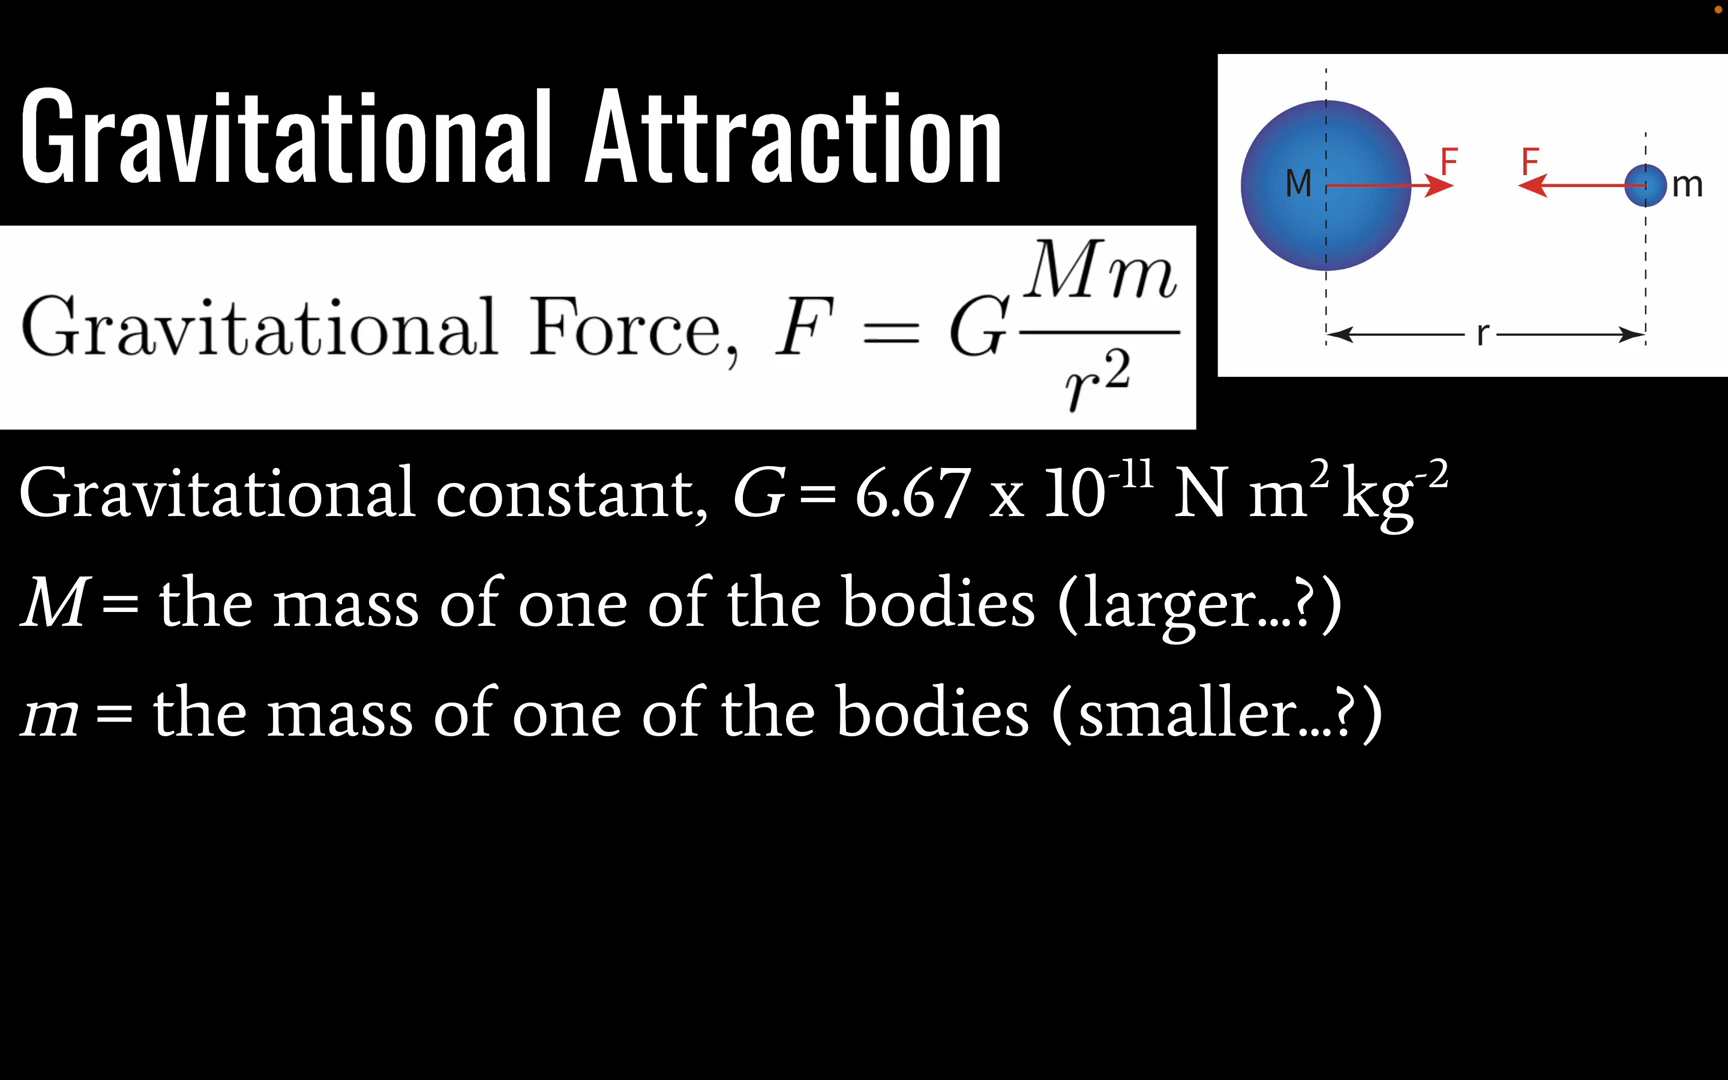 Gravitational Attraction
Gravitational Force, F = G Mm/r²
M F F m
r
Gravitational constant, G = 6.67 x 10⁻¹¹ N m² kg⁻²
M = the mass of one of the bodies (larger...?)
m = the mass of one of the bodies (smaller...?)